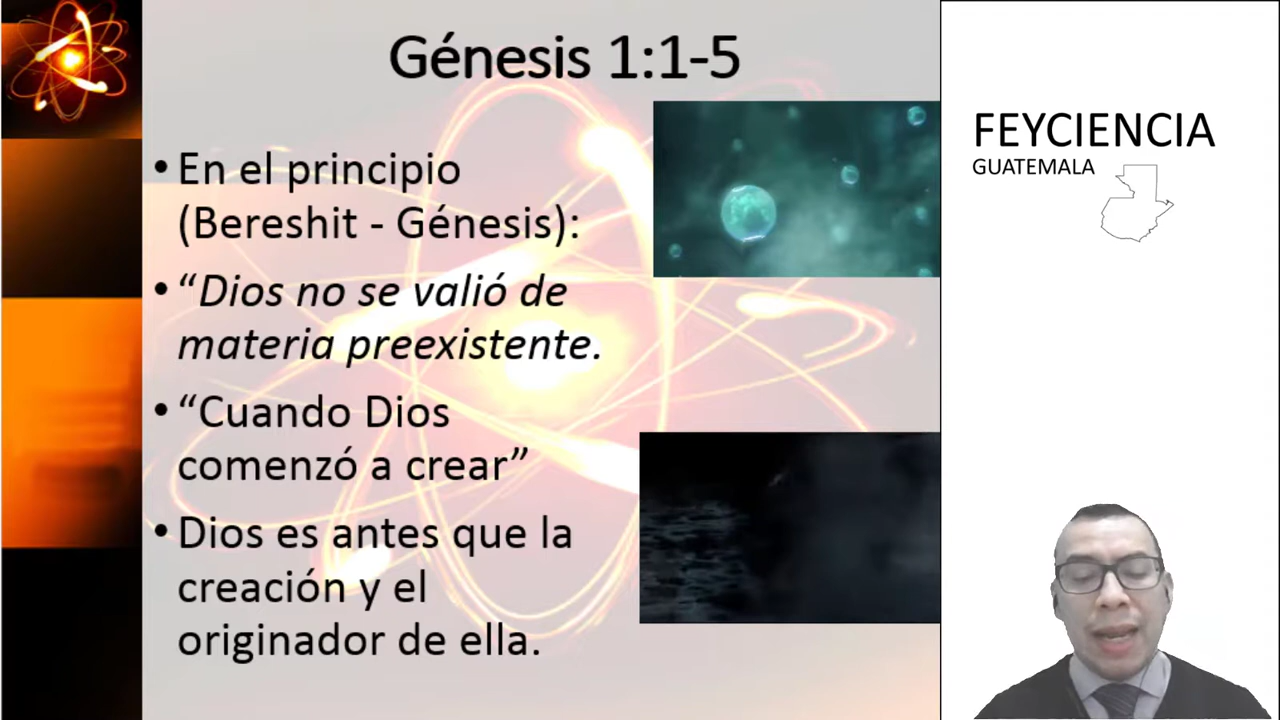 Génesis 1:1-5
• En el principio
(Bereshit - Génesis):
• “Dios no se valió de
materia preexistente.
• “Cuando Dios
comenzó a crear”
• Dios es antes que la
creación y el
originador de ella.
FEYCIENCIA
GUATEMALA